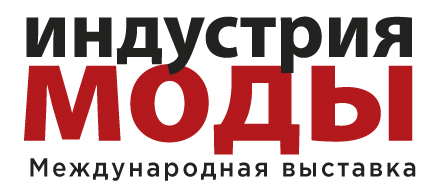 индустрия
моды
Международная выставка